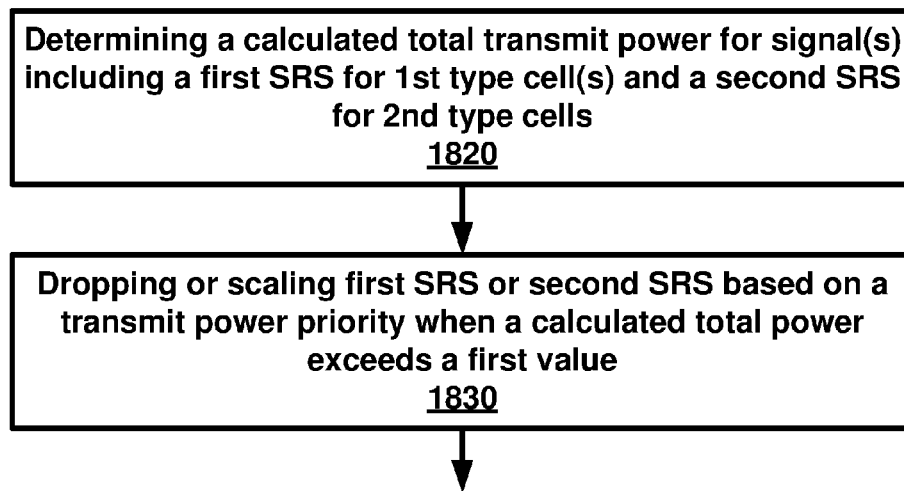 Determining a calculated total transmit power for signal(s)
including a first SRS for 1st type cell(s) and a second SRS
for 2nd type cells
1820
Dropping or scaling first SRS or second SRS based on a
transmit power priority when a calculated total power
exceeds a first value
1830